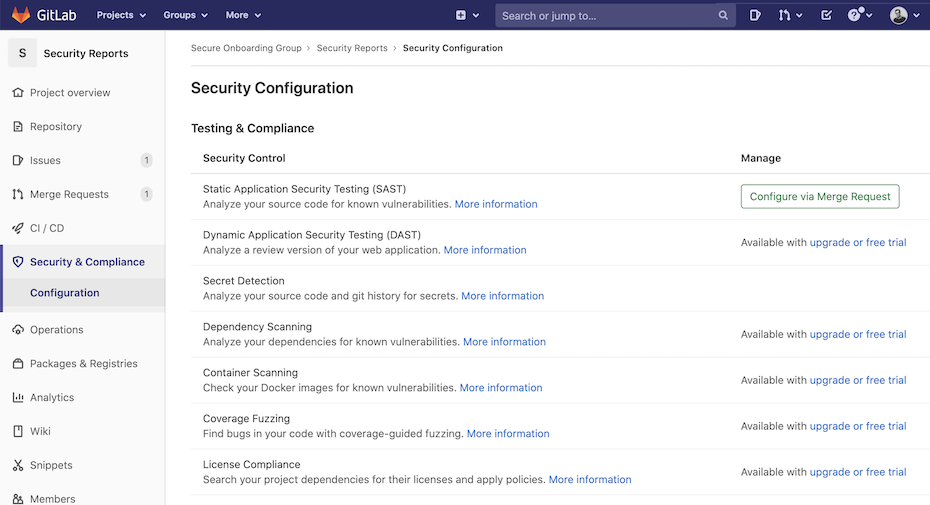 GitLab Projects Groups More Search or jump to...
S Security Reports
Project overview
Repository
Issues 1
Merge Requests 1
CI / CD
Security & Compliance
Configuration
Operations
Packages & Registries
Analytics
Wiki
Snippets
Members
Secure Onboarding Group › Security Reports › Security Configuration
Security Configuration
Testing & Compliance
Security Control Manage
Static Application Security Testing (SAST)
Analyze your source code for known vulnerabilities. More information
Configure via Merge Request
Dynamic Application Security Testing (DAST)
Analyze a review version of your web application. More information
Available with upgrade or free trial
Secret Detection
Analyze your source code and git history for secrets. More information
Dependency Scanning
Analyze your dependencies for known vulnerabilities. More information
Available with upgrade or free trial
Container Scanning
Check your Docker images for known vulnerabilities. More information
Available with upgrade or free trial
Coverage Fuzzing
Find bugs in your code with coverage-guided fuzzing. More information
Available with upgrade or free trial
License Compliance
Search your project dependencies for their licenses and apply policies. More information
Available with upgrade or free trial